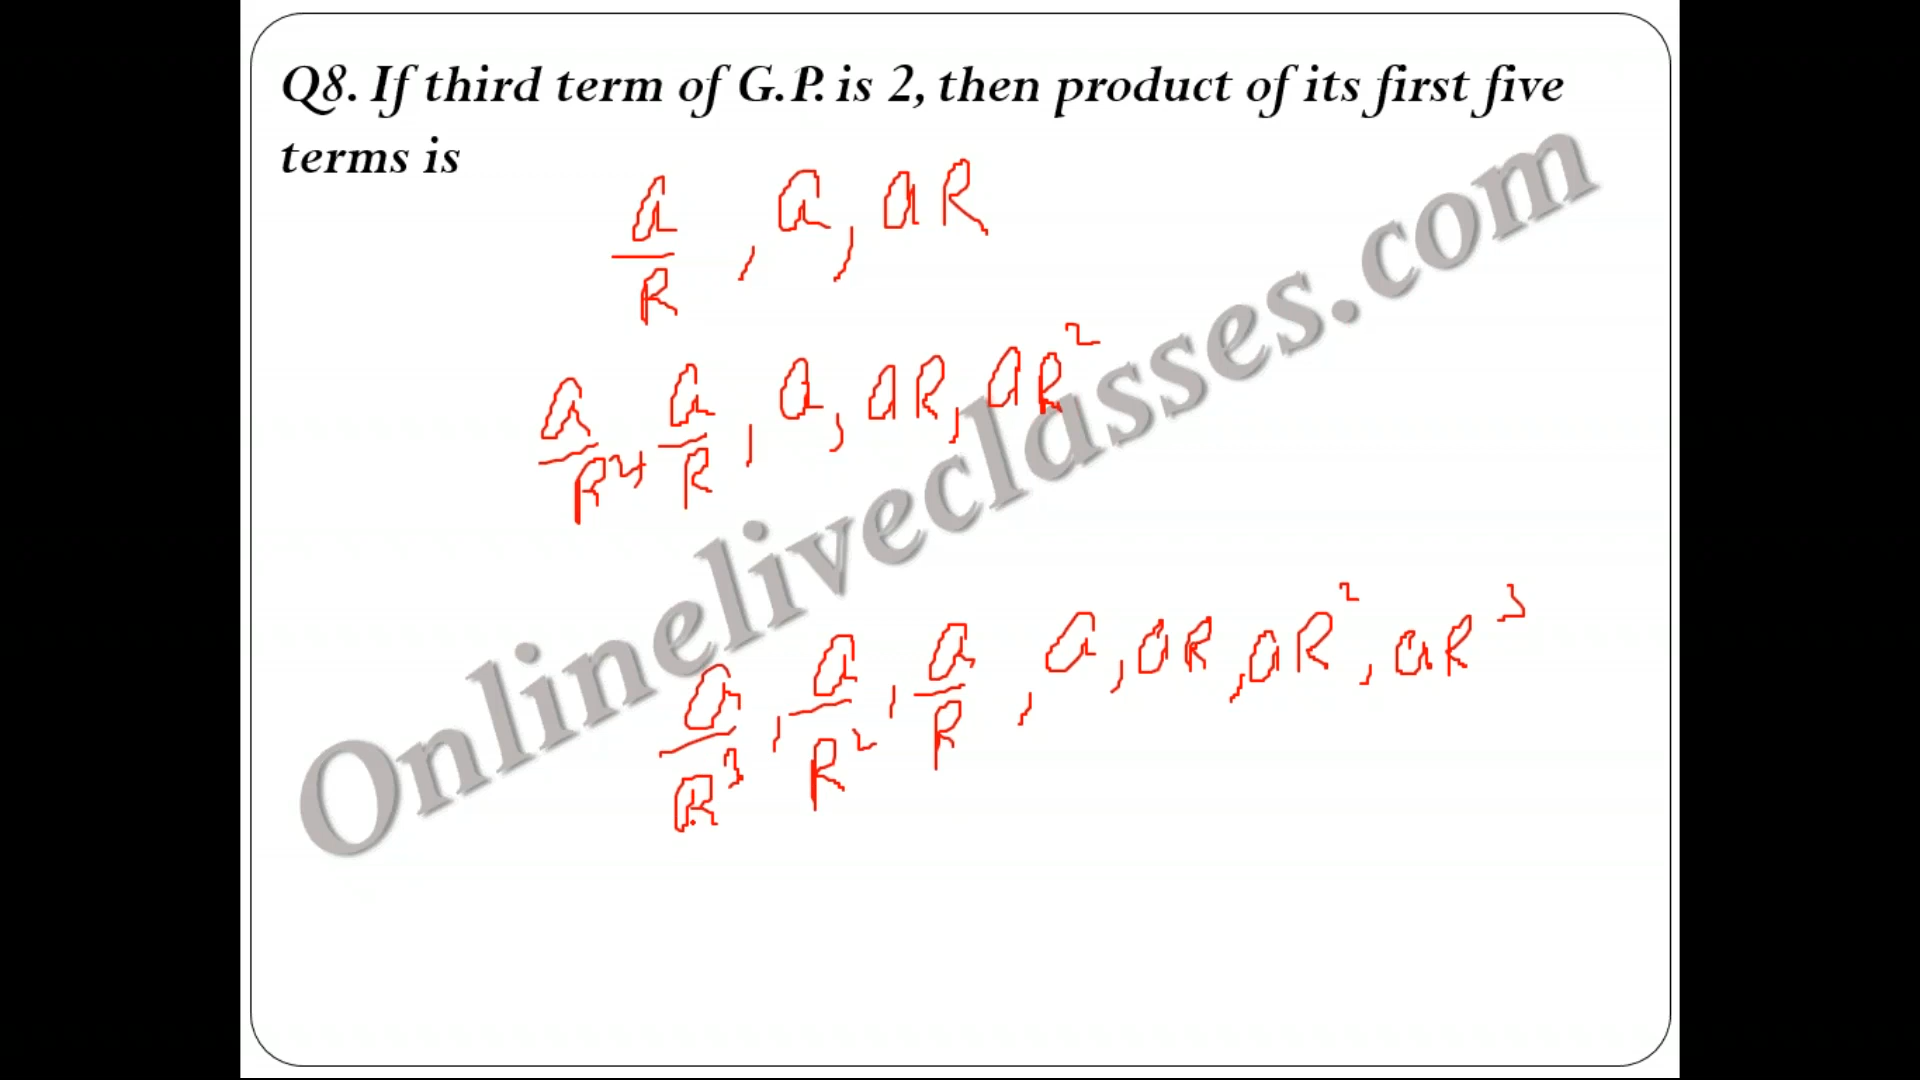 Q8. If third term of G.P. is 2, then product of its first five
terms is
a/R , a, aR
a/R², a/R, a, aR, aR²
a/R³, a/R², a/R, a, aR, aR², aR³
Onlineliveclasses.com